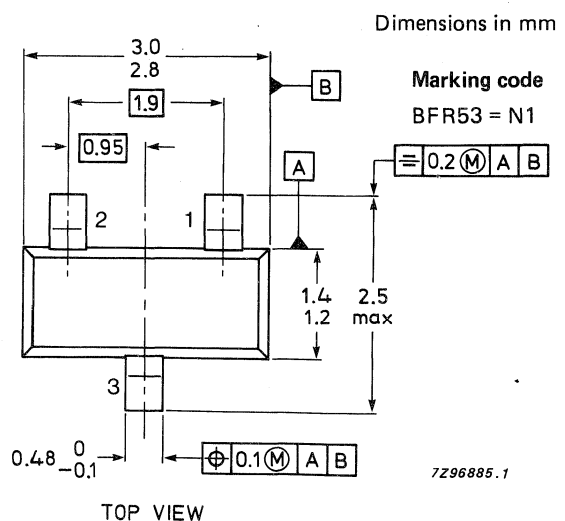 Dimensions in mm
3.0
2.8
B
Marking code
1.9
BFR53 = N1
0.95
0.2 Ⓜ A B
A
2
1
1.4
1.2
2.5
max
3
0.48 0
-0.1
0.1 Ⓜ A B
7Z96885.1
TOP VIEW